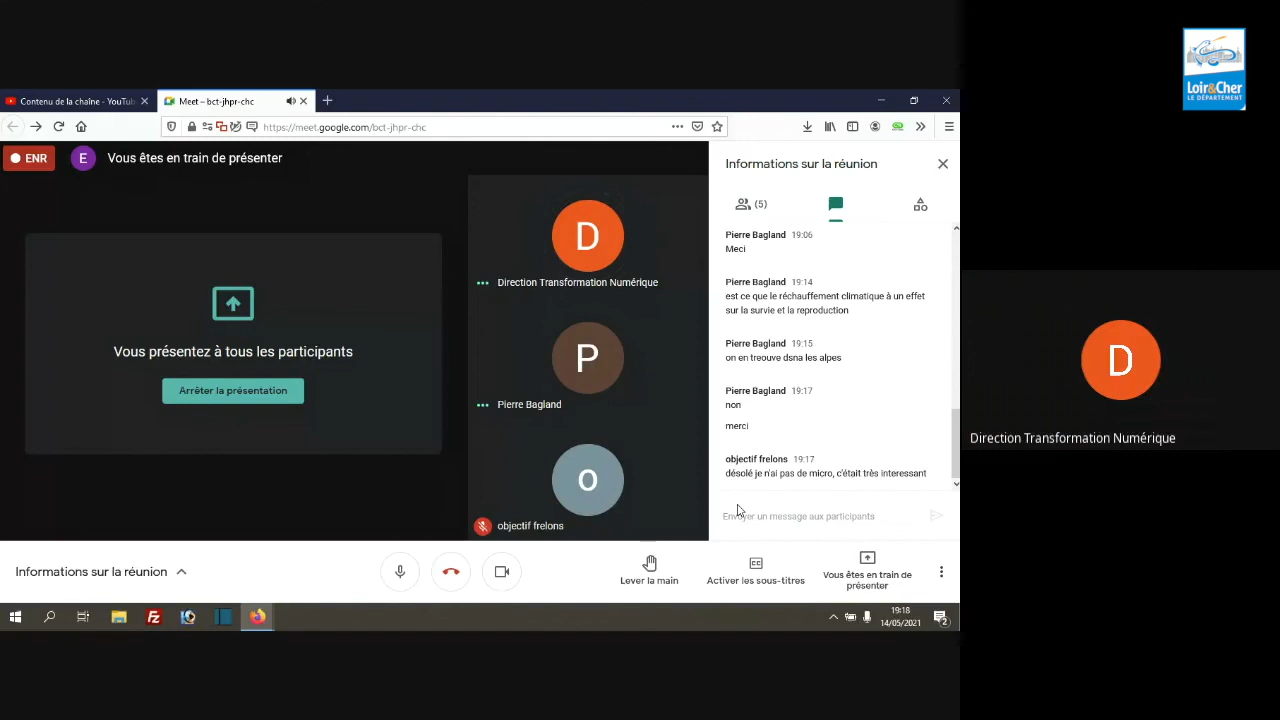 Loir&Cher
LE DÉPARTEMENT
Contenu de la chaîne - YouTub
Meet – bct-jhpr-chc
https://meet.google.com/bct-jhpr-chc
ENR
E
Vous êtes en train de présenter
Vous présentez à tous les participants
Arrêter la présentation
D
Direction Transformation Numérique
P
Pierre Bagland
o
objectif frelons
Informations sur la réunion
(5)
Pierre Bagland 19:06
Meci
Pierre Bagland 19:14
est ce que le réchauffement climatique à un effet
sur la survie et la reproduction
Pierre Bagland 19:15
on en treouve dsna les alpes
Pierre Bagland 19:17
non
merci
objectif frelons 19:17
désolé je n'ai pas de micro, c'était très interessant
Envoyer un message aux participants
D
Direction Transformation Numérique
Informations sur la réunion
Lever la main
CC
Activer les sous-titres
Vous êtes en train de
présenter
Fz
19:18
14/05/2021
2